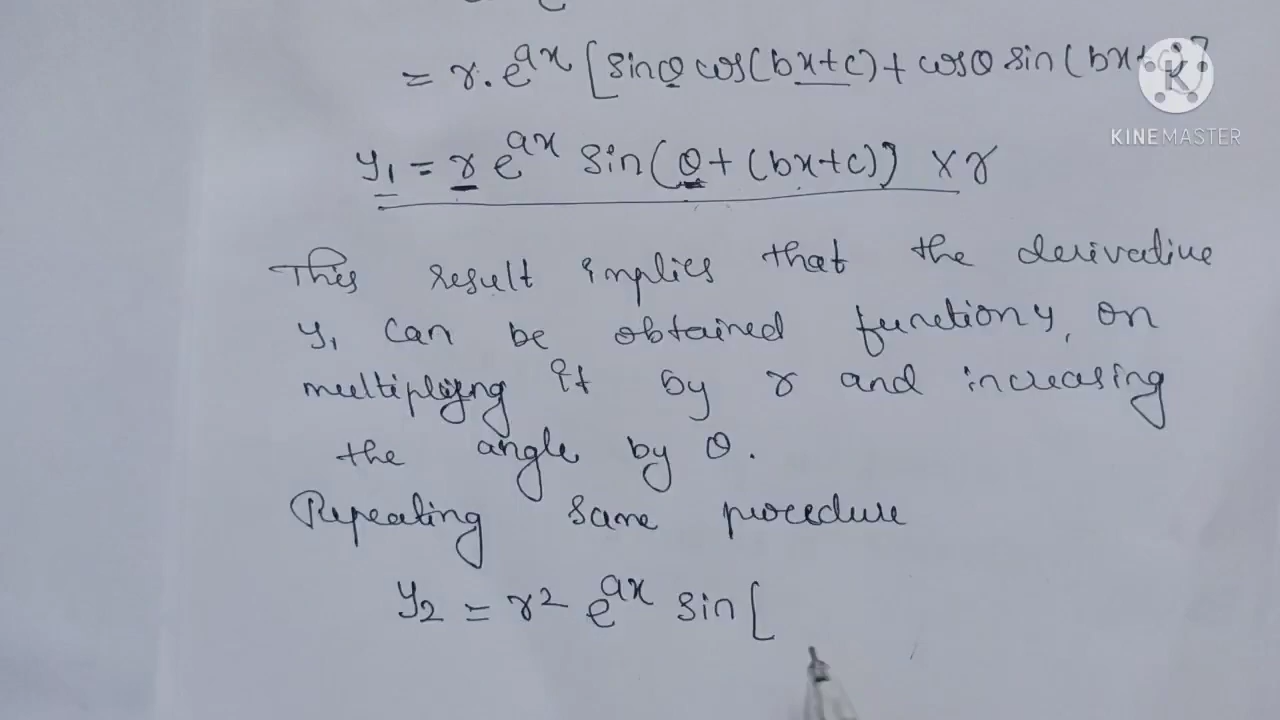 = r.e^ax [sinθ cos(bx+c) + cosθ sin(bx+c)]
KINEMASTER
y₁ = r e^ax sin(θ+(bx+c)] ×r
This result implies that the derivative
y₁ can be obtained function y, on
multiplying it by r and increasing
the angle by θ.
Repeating same procedure
y₂ = r² e^ax sin[